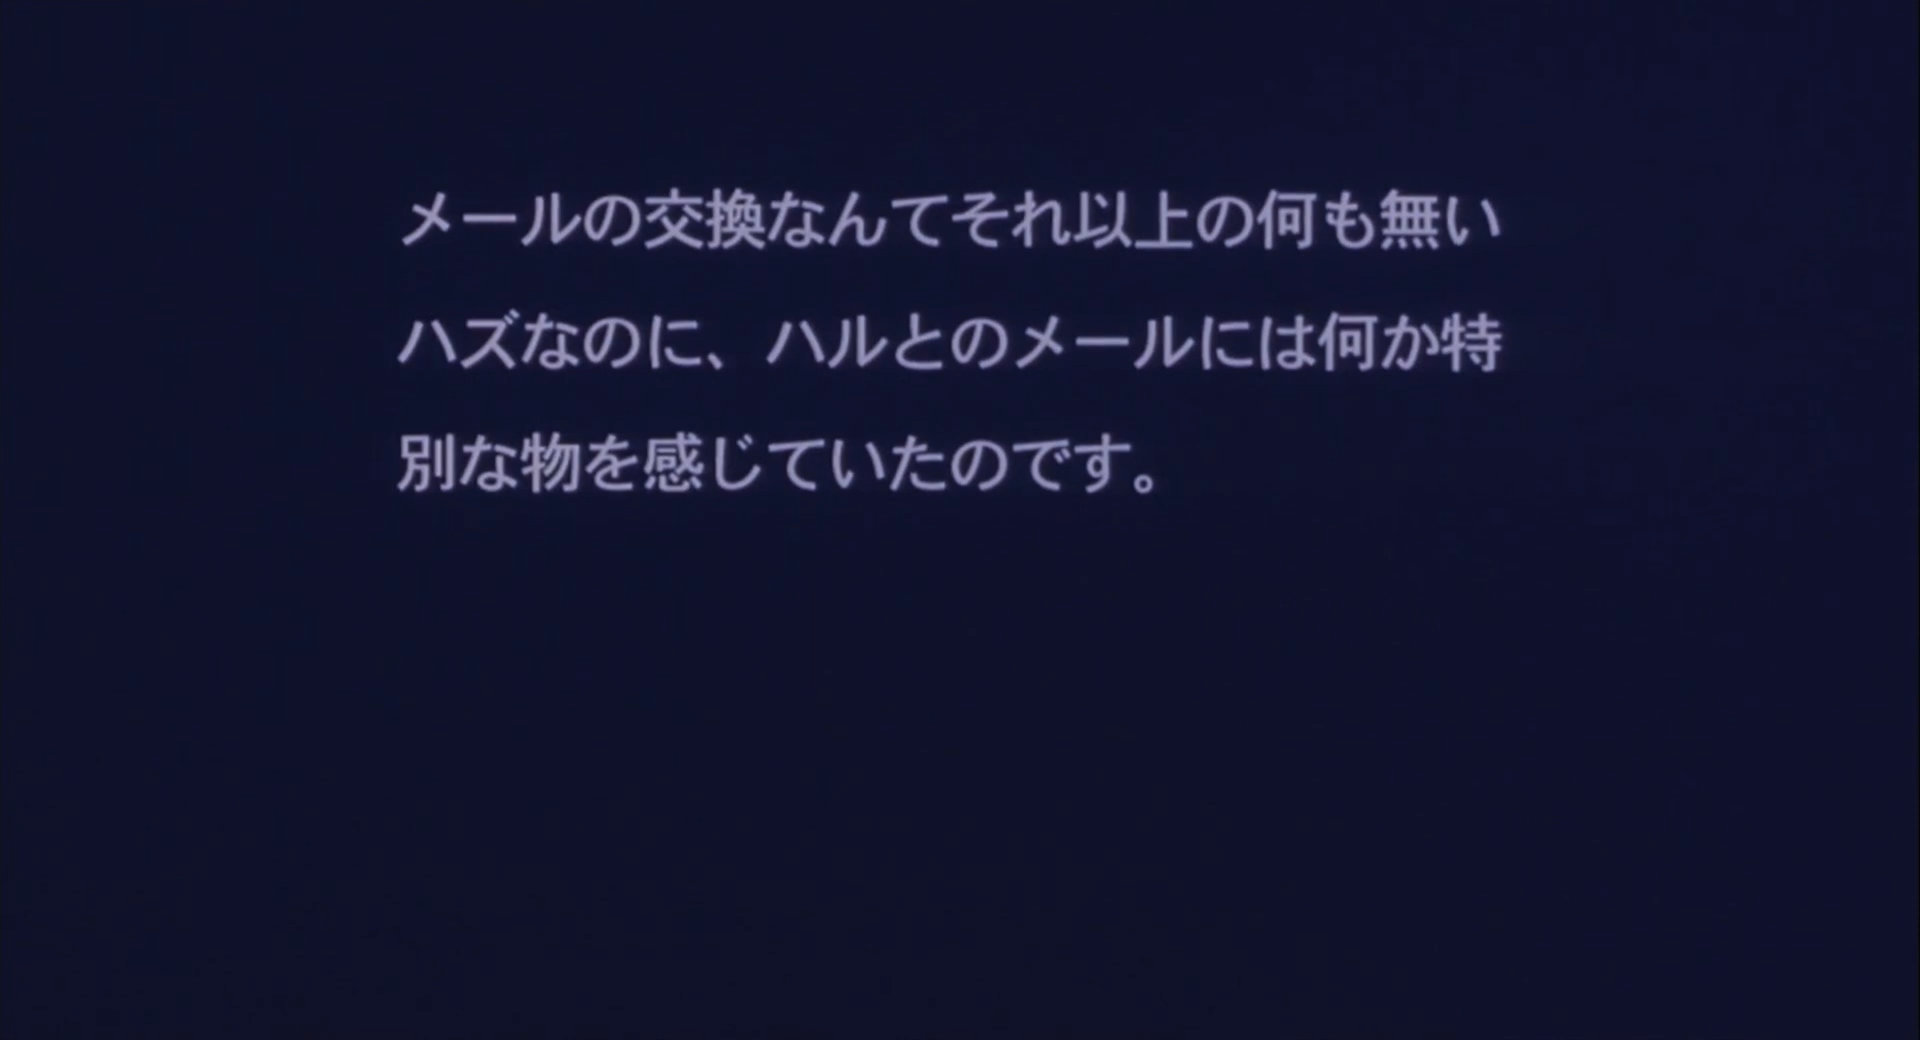 メールの交換なんてそれ以上の何も無い
ハズなのに、ハルとのメールには何か特
別な物を感じていたのです。